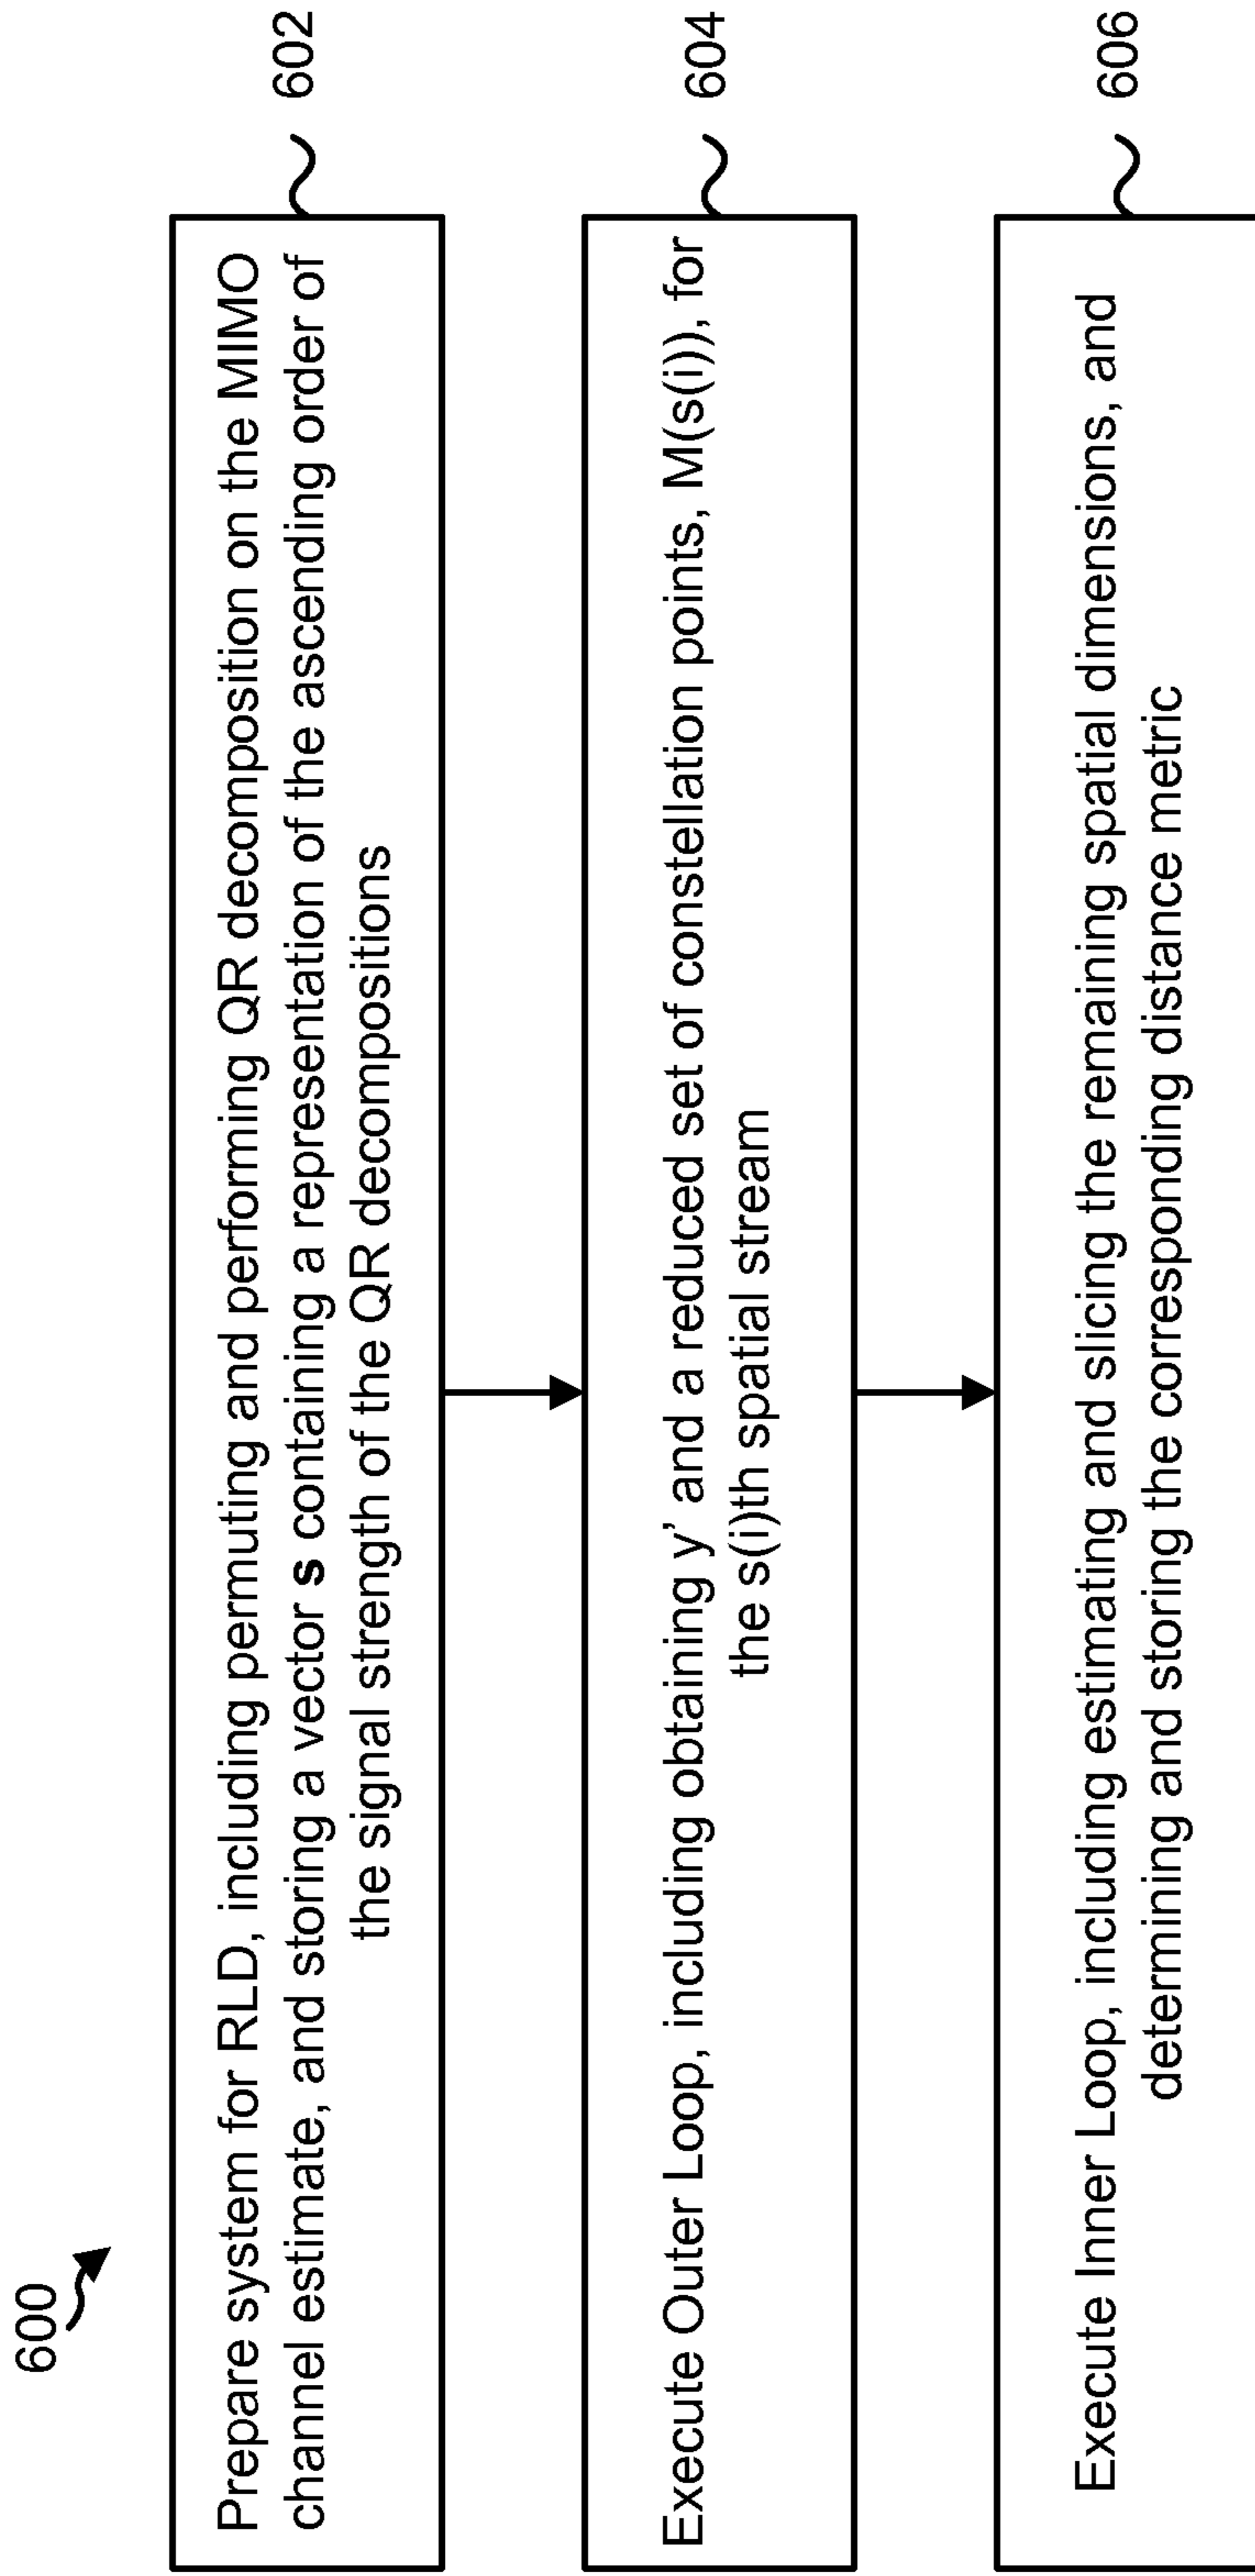 600
Prepare system for RLD, including permuting and performing QR decomposition on the MIMO
channel estimate, and storing a vector s containing a representation of the ascending order of
the signal strength of the QR decompositions
602
Execute Outer Loop, including obtaining y' and a reduced set of constellation points, M(s(i)), for
the s(i)th spatial stream
604
Execute Inner Loop, including estimating and slicing the remaining spatial dimensions, and
determining and storing the corresponding distance metric
606